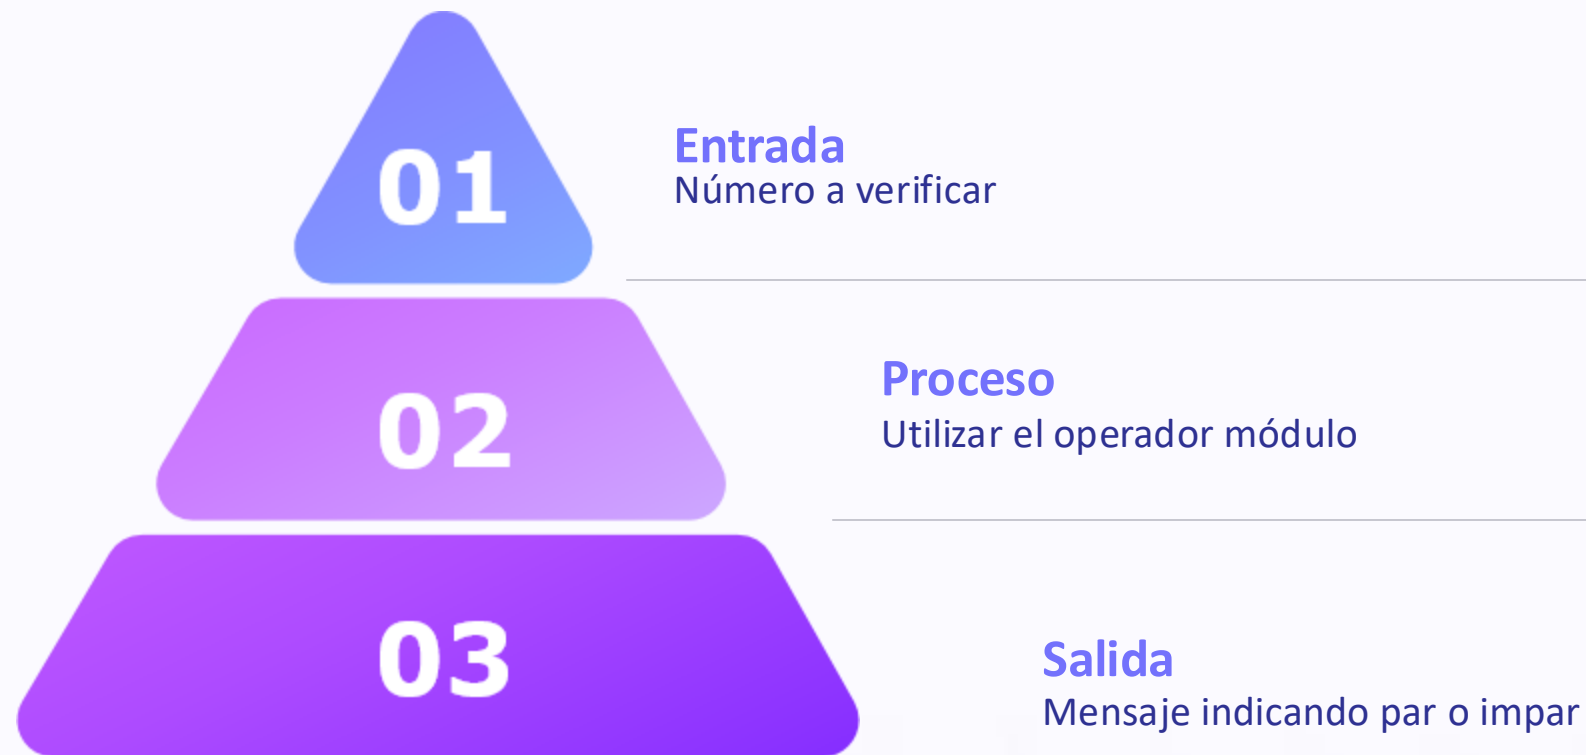 01
Entrada
Número a verificar
02
Proceso
Utilizar el operador módulo
03
Salida
Mensaje indicando par o impar